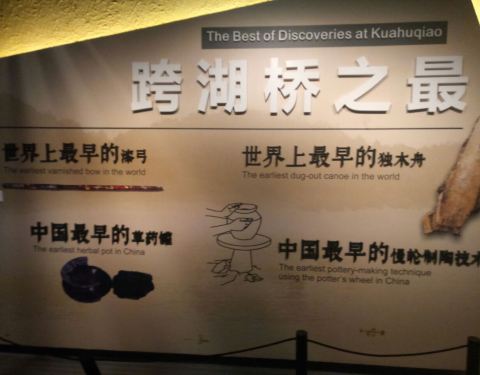 The Best of Discoveries at Kuahuqiao
跨湖桥之最
世界上最早的漆弓
The earliest varnished bow in the world
世界上最早的独木舟
The earliest dug-out canoe in the world
中国最早的草药罐
The earliest herbal pot in China
中国最早的慢轮制陶技术
The earliest pottery-making technique
using the potter's wheel in China